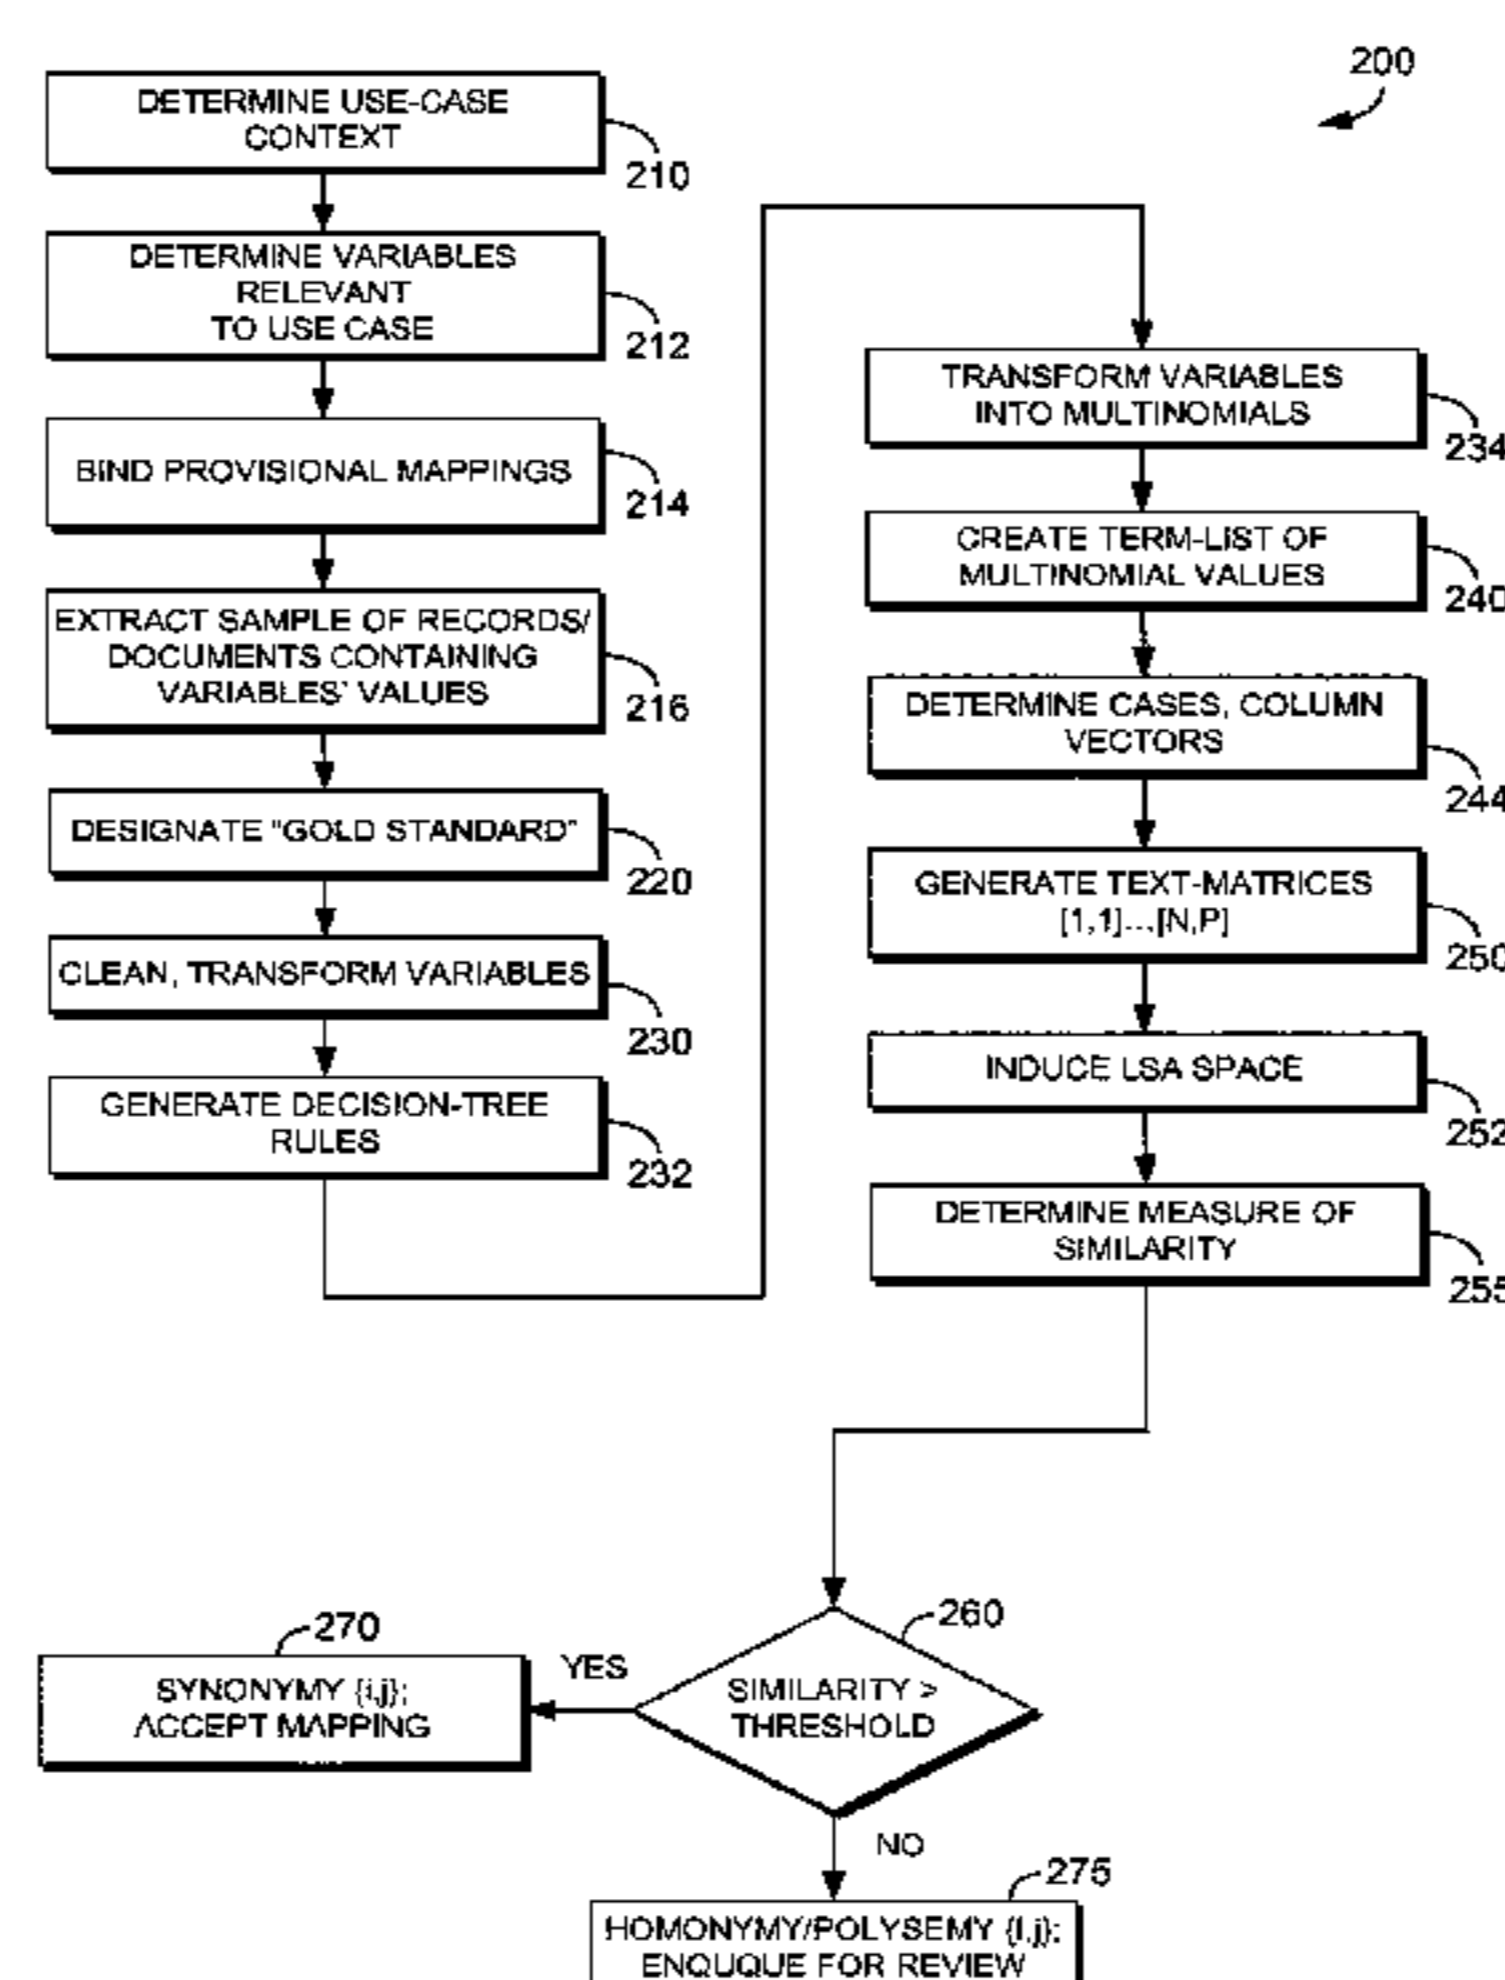 200
DETERMINE USE-CASE
CONTEXT
210
DETERMINE VARIABLES
RELEVANT
TO USE CASE
212
BIND PROVISIONAL MAPPINGS
214
EXTRACT SAMPLE OF RECORDS/
DOCUMENTS CONTAINING
VARIABLES' VALUES
216
DESIGNATE "GOLD STANDARD"
220
CLEAN, TRANSFORM VARIABLES
230
GENERATE DECISION-TREE
RULES
232
TRANSFORM VARIABLES
INTO MULTINOMIALS
234
CREATE TERM-LIST OF
MULTINOMIAL VALUES
240
DETERMINE CASES, COLUMN
VECTORS
244
GENERATE TEXT-MATRICES
[1,1]...[N,P]
250
INDUCE LSA SPACE
252
DETERMINE MEASURE OF
SIMILARITY
255
260
SIMILARITY >
THRESHOLD
YES
270
SYNONYMY {i,j};
ACCEPT MAPPING
NO
275
HOMONYMY/POLYSEMY {i,j};
ENQUQUE FOR REVIEW